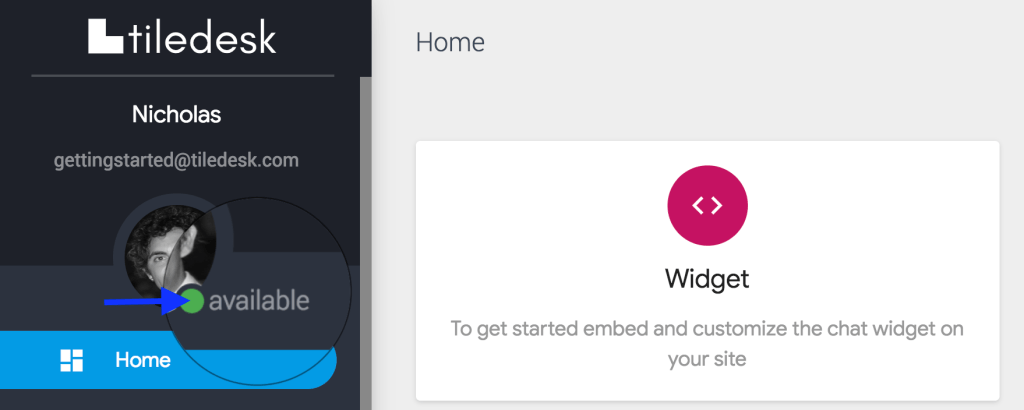 tiledesk
Nicholas
gettingstarted@tiledesk.com
available
Home
Home
Widget
To get started embed and customize the chat widget on
your site